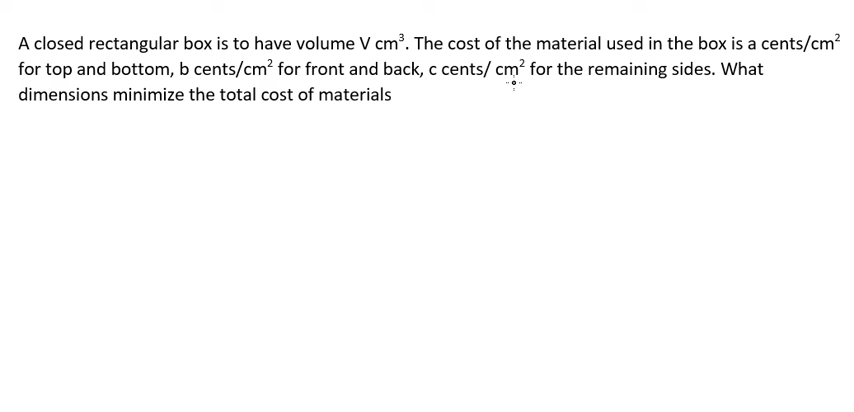 A closed rectangular box is to have volume V cm³. The cost of the material used in the box is a cents/cm²
for top and bottom, b cents/cm² for front and back, c cents/ cm² for the remaining sides. What
dimensions minimize the total cost of materials